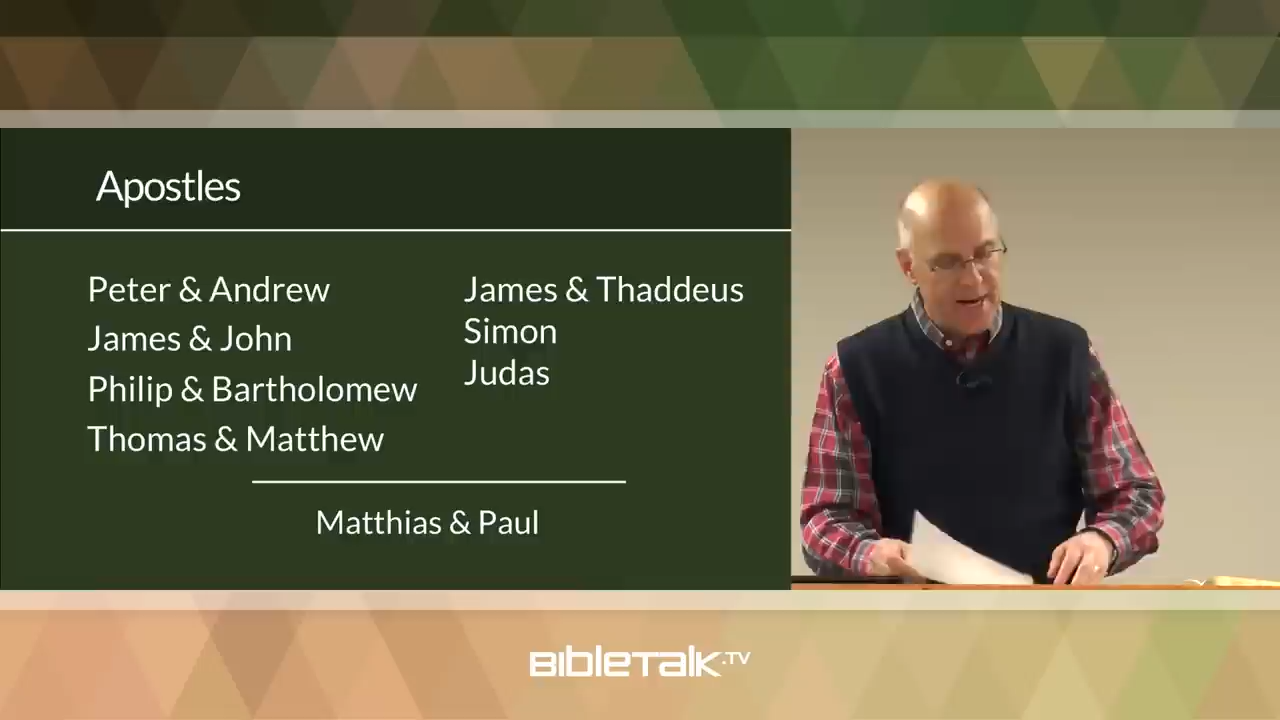 Apostles
Peter & Andrew
James & John
Philip & Bartholomew
Thomas & Matthew
James & Thaddeus
Simon
Judas
Matthias & Paul
BIBLETALK.TV